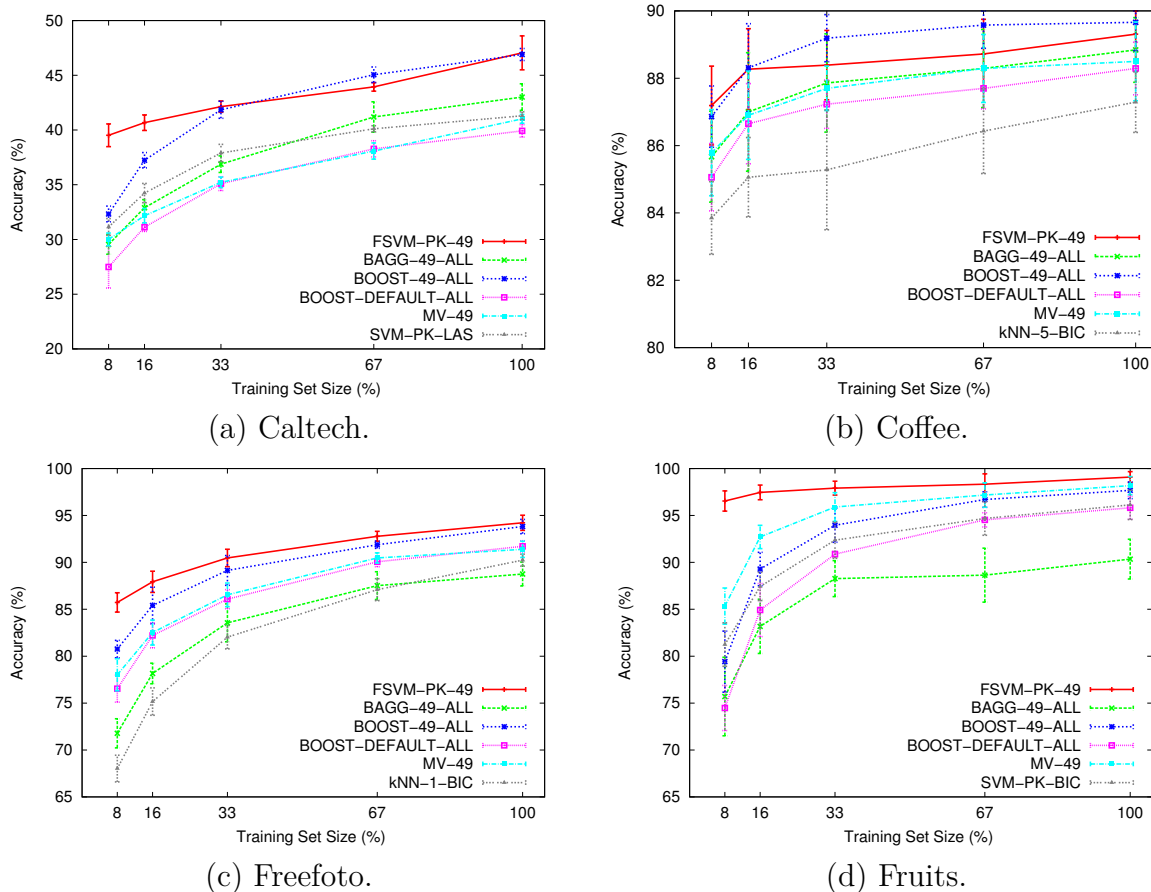 50
45
40
35
30
25
20
Accuracy (%)
8 16 33 67 100
Training Set Size (%)
FSVM-PK-49
BAGG-49-ALL
BOOST-49-ALL
BOOST-DEFAULT-ALL
MV-49
SVM-PK-LAS
(a) Caltech.
90
88
86
84
82
80
Accuracy (%)
8 16 33 67 100
Training Set Size (%)
FSVM-PK-49
BAGG-49-ALL
BOOST-49-ALL
BOOST-DEFAULT-ALL
MV-49
kNN-5-BIC
(b) Coffee.
100
95
90
85
80
75
70
65
Accuracy (%)
8 16 33 67 100
Training Set Size (%)
FSVM-PK-49
BAGG-49-ALL
BOOST-49-ALL
BOOST-DEFAULT-ALL
MV-49
kNN-1-BIC
(c) Freefoto.
100
95
90
85
80
75
70
65
Accuracy (%)
8 16 33 67 100
Training Set Size (%)
FSVM-PK-49
BAGG-49-ALL
BOOST-49-ALL
BOOST-DEFAULT-ALL
MV-49
SVM-PK-BIC
(d) Fruits.